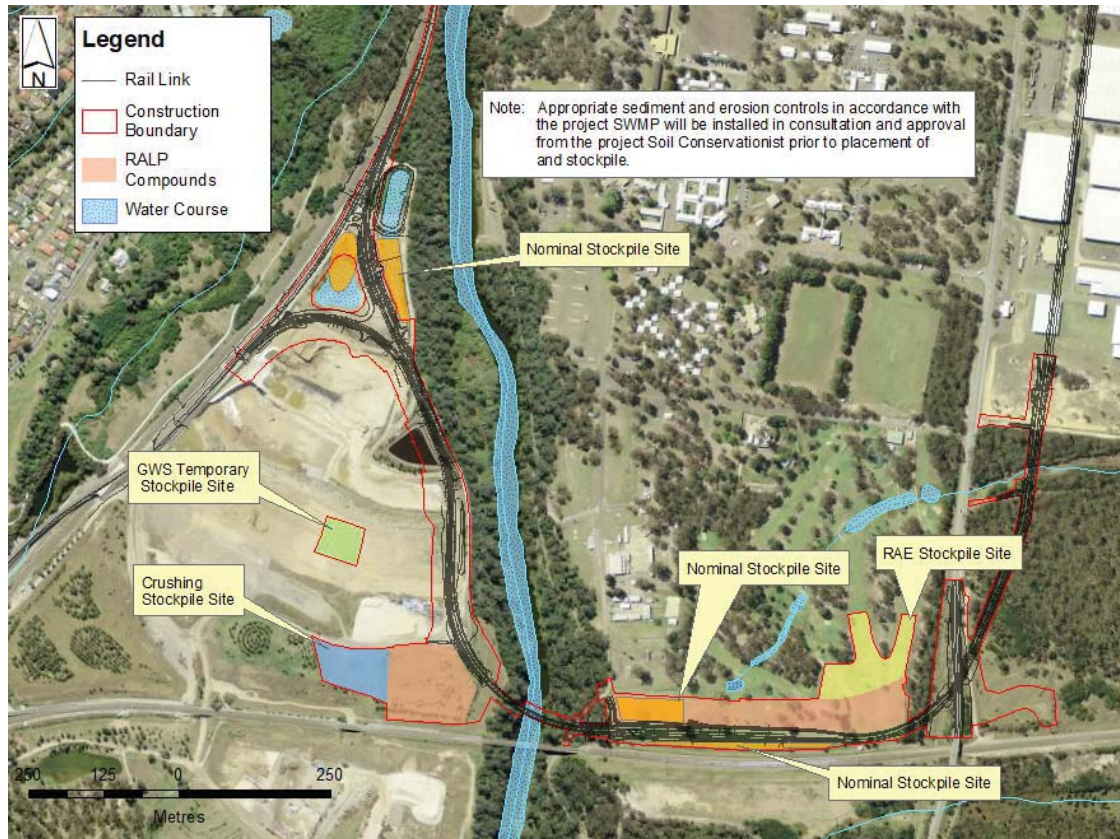 Legend
N
Rail Link
Construction
Boundary
RALP
Compounds
Water Course
Note: Appropriate sediment and erosion controls in accordance with
the project SWMP will be installed in consultation and approval
from the project Soil Conservationist prior to placement of
and stockpile.
Nominal Stockpile Site
GWS Temporary
Stockpile Site
Crushing
Stockpile Site
Nominal Stockpile Site
RAE Stockpile Site
Nominal Stockpile Site
250 125 0 250
Metres